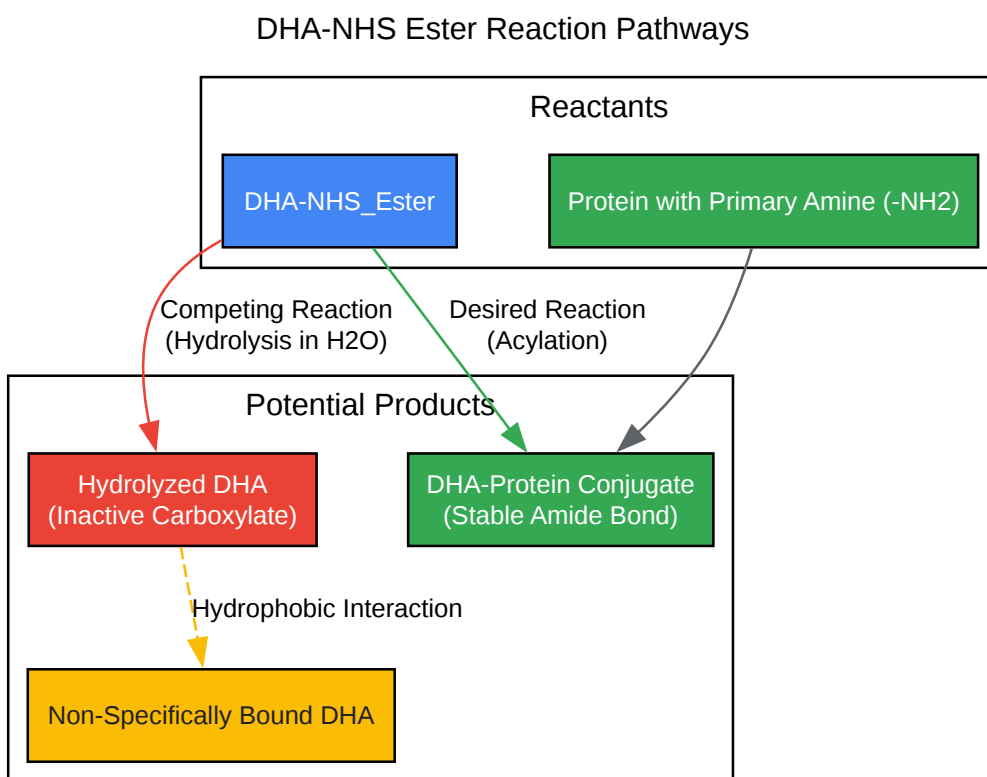 DHA-NHS Ester Reaction Pathways
Reactants
DHA-NHS_Ester
Protein with Primary Amine (-NH2)
Competing Reaction
(Hydrolysis in H2O)
Desired Reaction
(Acylation)
Potential Products
Hydrolyzed DHA
(Inactive Carboxylate)
DHA-Protein Conjugate
(Stable Amide Bond)
Hydrophobic Interaction
Non-Specifically Bound DHA